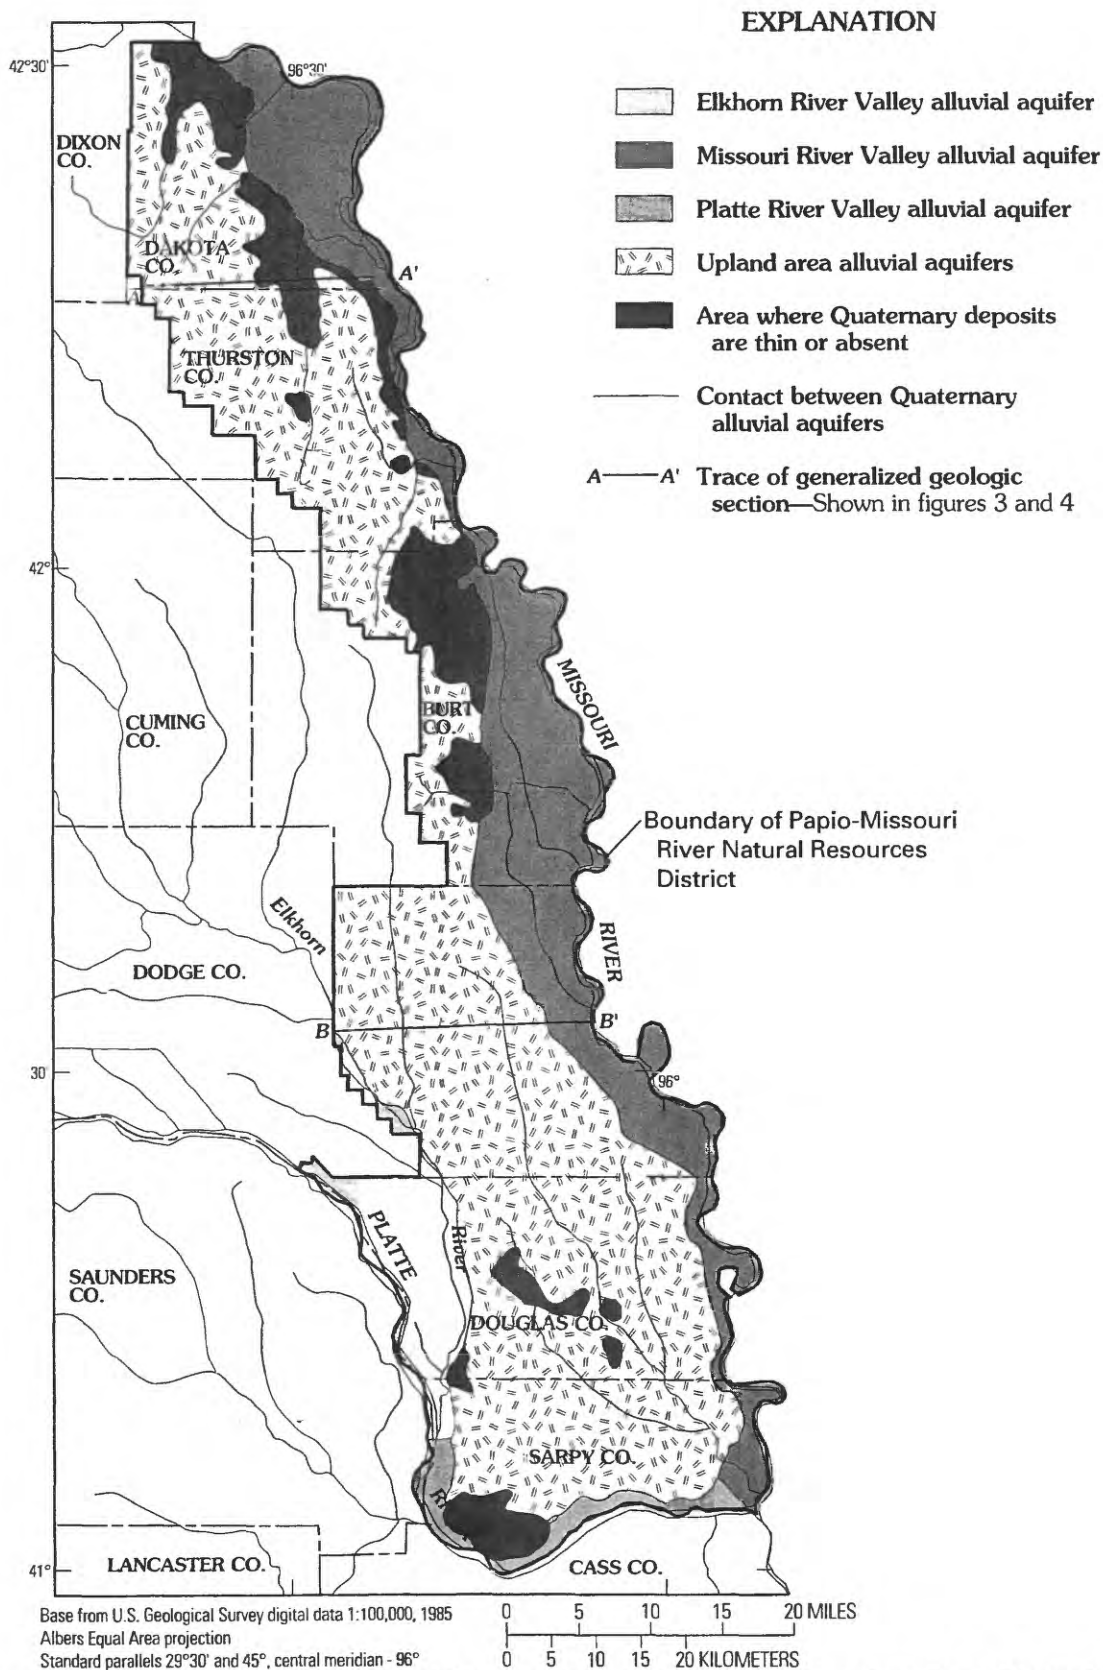 EXPLANATION
Elkhorn River Valley alluvial aquifer
Missouri River Valley alluvial aquifer
Platte River Valley alluvial aquifer
Upland area alluvial aquifers
Area where Quaternary deposits
are thin or absent
Contact between Quaternary
alluvial aquifers
A A' Trace of generalized geologic
section—Shown in figures 3 and 4
42°30'
96°30'
DIXON
CO.
DAKOTA
CO.
A'
A
THURSTON
CO.
42°
MISSOURI
CUMING
CO.
BURT
CO.
Boundary of Papio-Missouri
River Natural Resources
District
Elkhorn
RIVER
DODGE CO.
B
B'
30'
96°
PLATTE
River
SAUNDERS
CO.
DOUGLAS CO.
SARPY CO.
LANCASTER CO.
CASS CO.
41°
Base from U.S. Geological Survey digital data 1:100,000, 1985
Albers Equal Area projection
Standard parallels 29°30' and 45°, central meridian - 96°
0 5 10 15 20 MILES
0 5 10 15 20 KILOMETERS